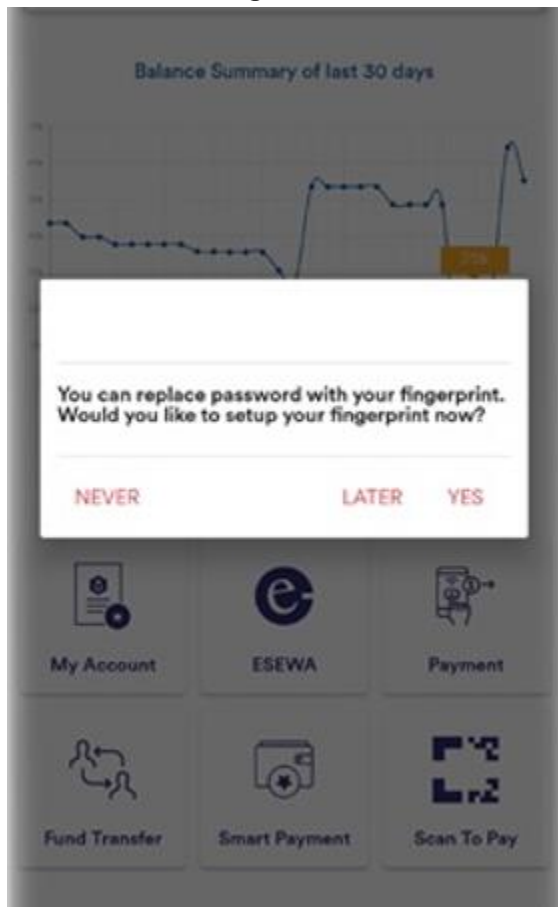 Balance Summary of last 30 days
You can replace password with your fingerprint.
Would you like to setup your fingerprint now?
NEVER
LATER
YES
My Account
ESEWA
Payment
Fund Transfer
Smart Payment
Scan To Pay